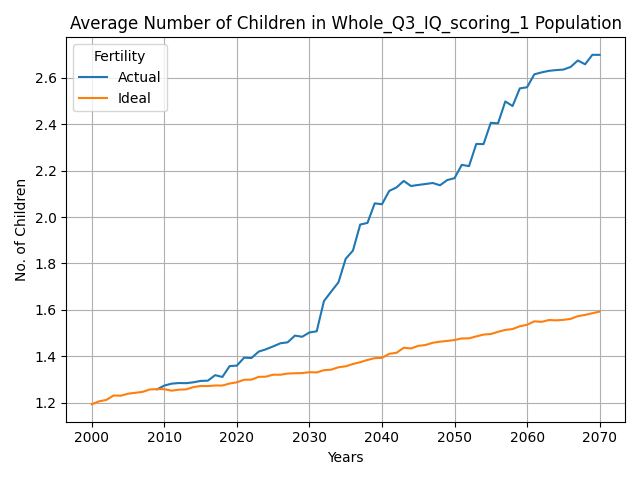 Average Number of Children in Whole_Q3_IQ_scoring_1 Population
Fertility
Actual
Ideal
No. of Children
2.6
2.4
2.2
2.0
1.8
1.6
1.4
1.2
2000 2010 2020 2030 2040 2050 2060 2070
Years